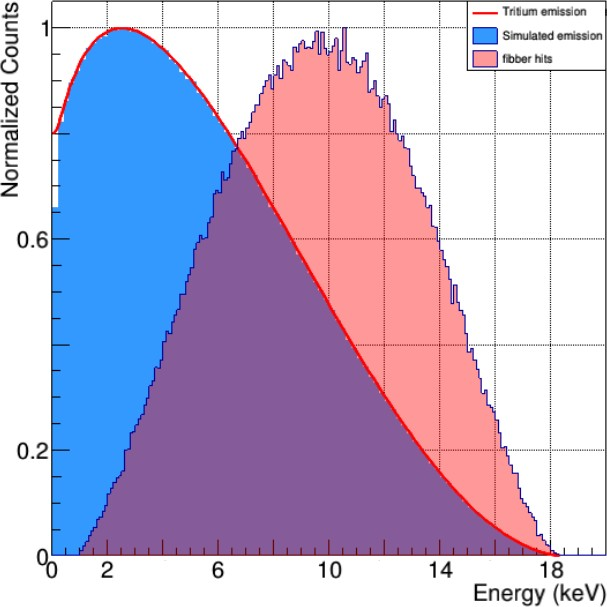 Tritium emission
Simulated emission
fibber hits
Normalized Counts
1
0.6
0.2
0
0 2 6 10 14 18
Energy (keV)